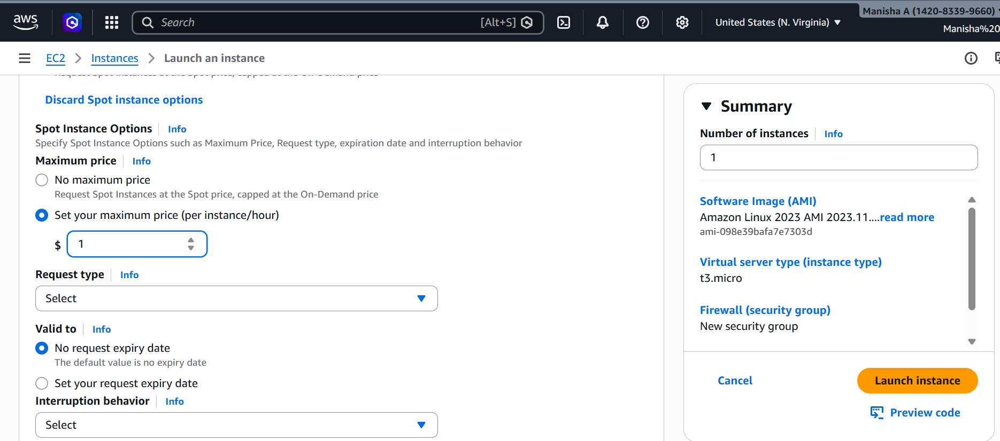 aws
Search
[Alt+S]
United States (N. Virginia)
Manisha A (1420-8339-9660)
Manisha%20
EC2
Instances
Launch an instance
Discard Spot instance options
Spot Instance Options
Info
Specify Spot Instance Options such as Maximum Price, Request type, expiration date and interruption behavior
Maximum price
Info
No maximum price
Request Spot Instances at the Spot price, capped at the On-Demand price
Set your maximum price (per instance/hour)
$
1
Request type
Info
Select
Valid to
Info
No request expiry date
The default value is no expiry date
Set your request expiry date
Interruption behavior
Info
Select
Summary
Number of instances
Info
1
Software Image (AMI)
Amazon Linux 2023 AMI 2023.11....read more
ami-098e39bafa7e7303d
Virtual server type (instance type)
t3.micro
Firewall (security group)
New security group
Cancel
Launch instance
Preview code